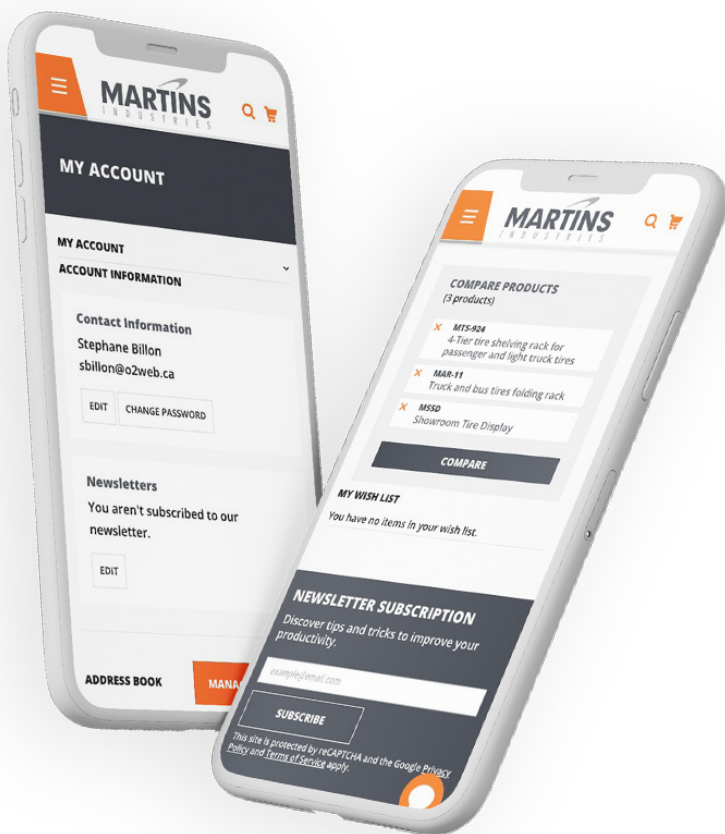 MARTINS
INDUSTRIES
MY ACCOUNT
MY ACCOUNT
ACCOUNT INFORMATION
Contact Information
Stephane Billon
sbillon@o2web.ca
EDIT
CHANGE PASSWORD
Newsletters
You aren't subscribed to our
newsletter.
EDIT
ADDRESS BOOK
MARTINS
INDUSTRIES
COMPARE PRODUCTS
(3 products)
MTS-924
4-Tier tire shelving rack for
passenger and light truck tires
MAR-11
Truck and bus tires folding rack
MSSD
Showroom Tire Display
COMPARE
MY WISH LIST
You have no items in your wish list.
NEWSLETTER SUBSCRIPTION
Discover tips and tricks to improve your
productivity.
example@email.com
SUBSCRIBE
This site is protected by reCAPTCHA and the Google Privacy
Policy and Terms of Service apply.